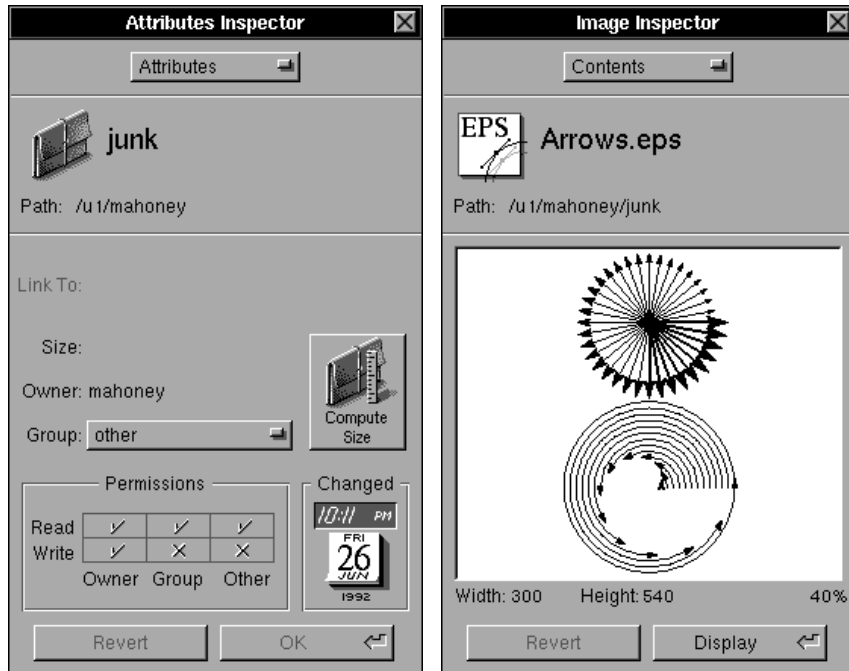 Attributes Inspector
Attributes
junk
Path: /u1/mahoney
Link To:
Size:
Owner: mahoney
Group: other
Compute
Size
Permissions
Read
Write
Owner Group Other
Changed
10:11 PM
FRI
26
JUN
1992
Revert
OK
Image Inspector
Contents
EPS
Arrows.eps
Path: /u1/mahoney/junk
Width: 300 Height: 540 40%
Revert
Display